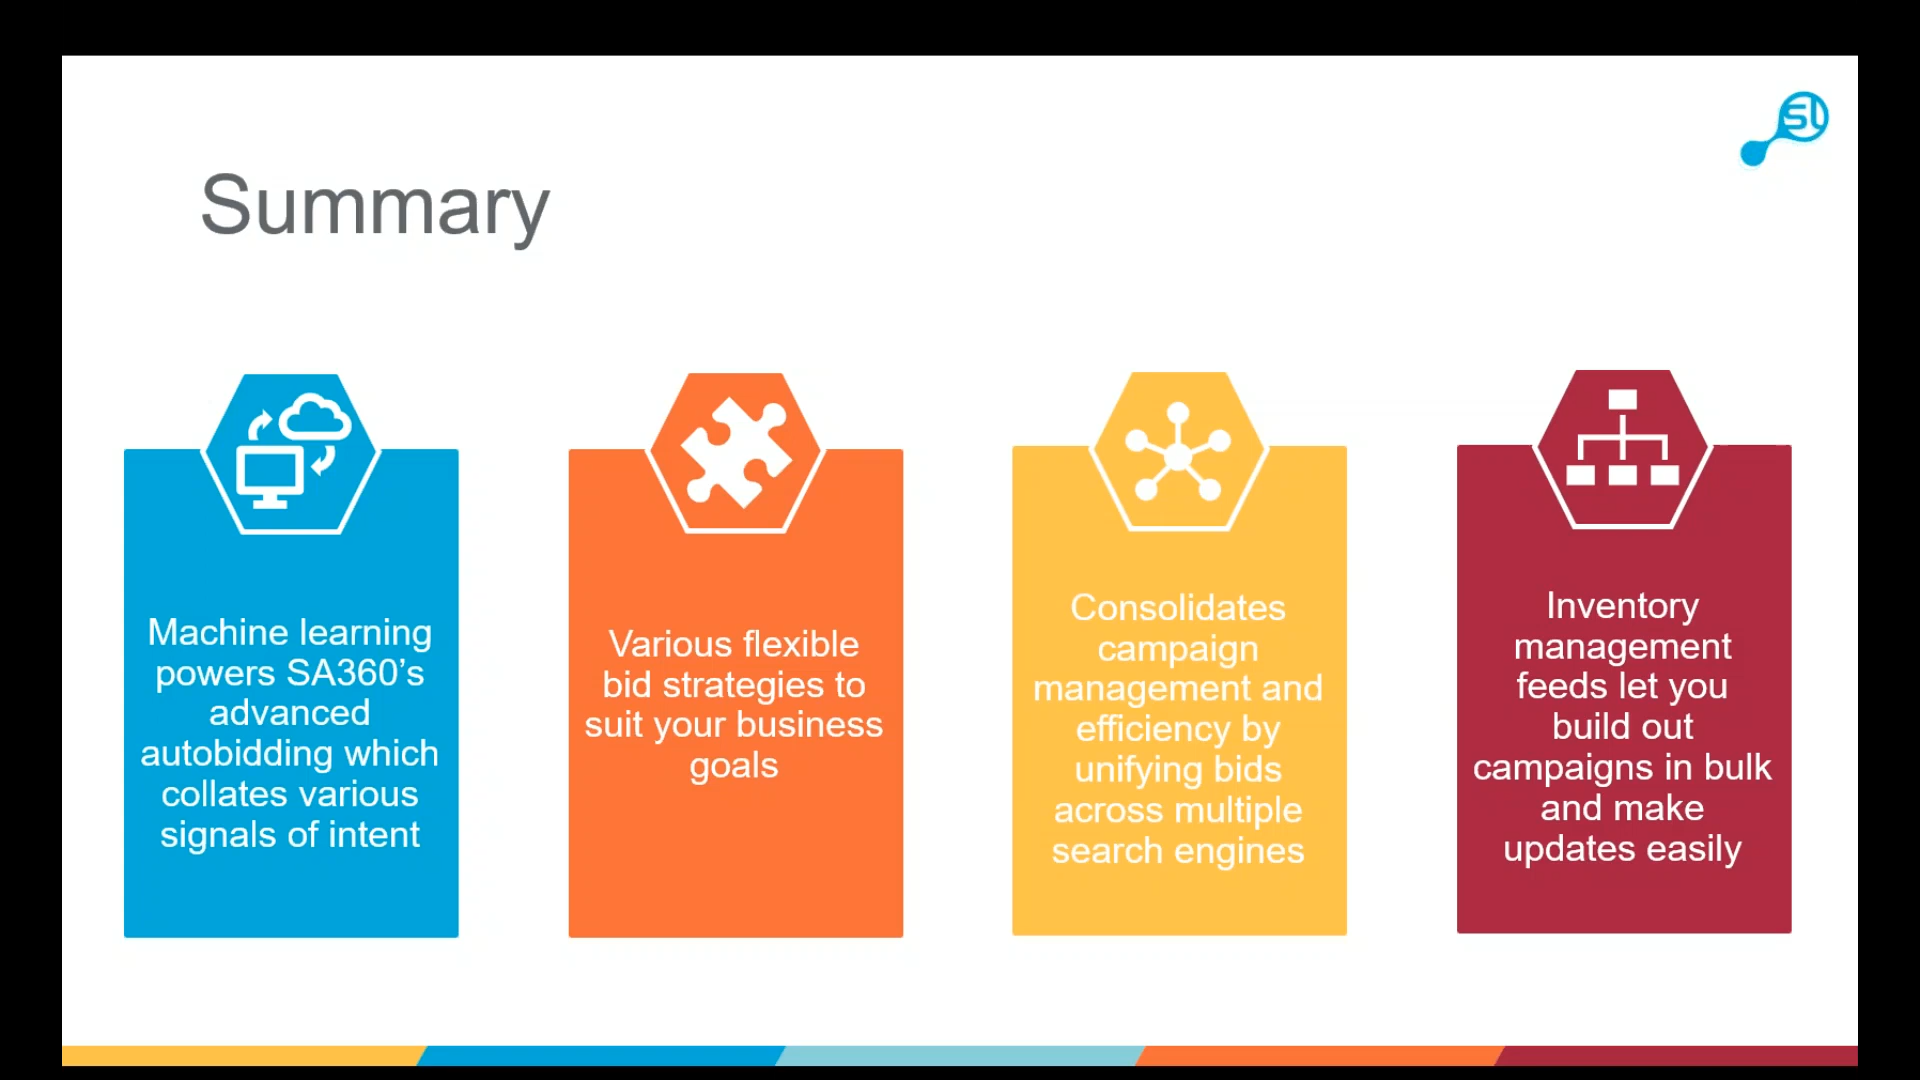 SL
Summary
Machine learning
powers SA360’s
advanced
autobidding which
collates various
signals of intent
Various flexible
bid strategies to
suit your business
goals
Consolidates
campaign
management and
efficiency by
unifying bids
across multiple
search engines
Inventory
management
feeds let you
build out
campaigns in bulk
and make
updates easily